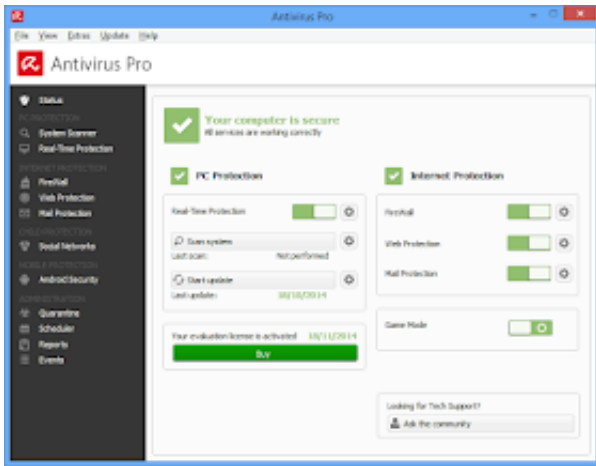 Antivirus Pro
File View Extras Update Help
Antivirus Pro
Status
PC PROTECTION
System Scanner
Real-Time Protection
INTERNET PROTECTION
FireWall
Web Protection
Mail Protection
CHILD PROTECTION
Social Networks
MOBILE PROTECTION
Android Security
ADMINISTRATION
Quarantine
Scheduler
Reports
Events
Your computer is secure
All services are working correctly
PC Protection
Real-Time Protection
Scan system
Last scan: Not performed
Start update
Last update: 18/10/2014
Your evaluation license is activated 18/11/2014
Buy
Internet Protection
FireWall
Web Protection
Mail Protection
Game Mode
Looking for Tech Support?
Ask the community